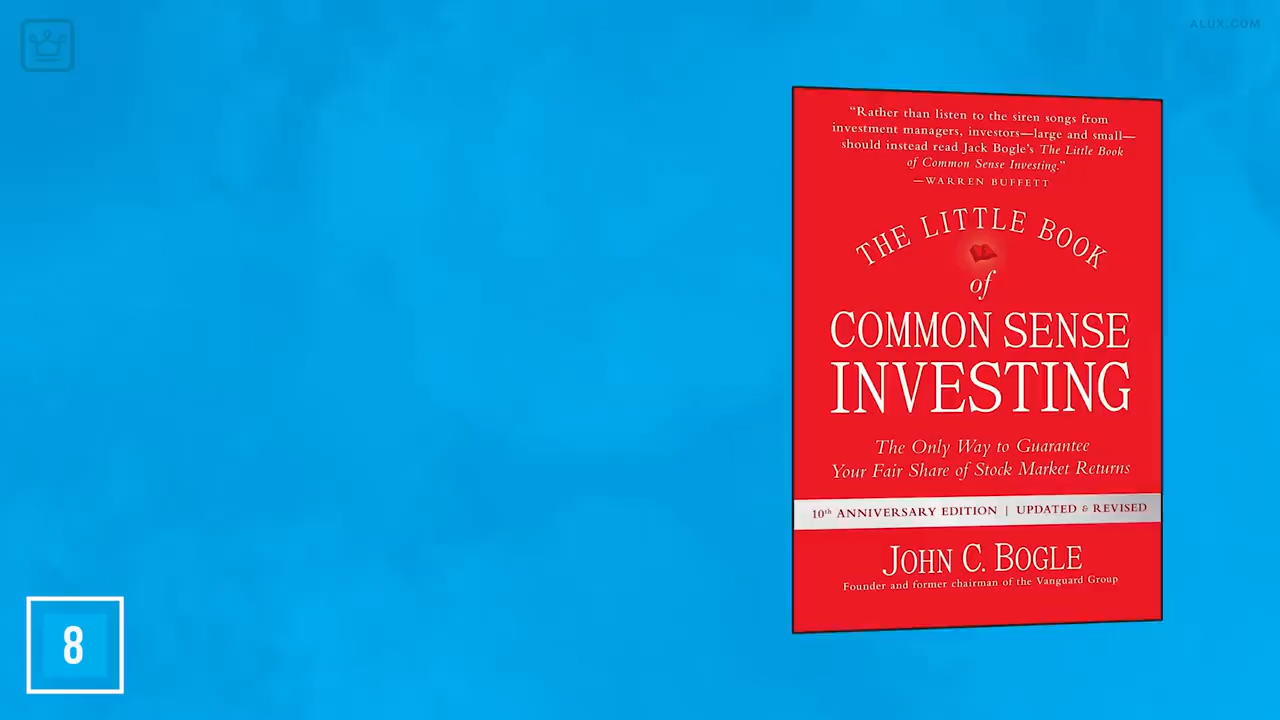 ALUX.COM
“Rather than listen to the siren songs from
investment managers, investors—large and small—
should instead read Jack Bogle’s The Little Book
of Common Sense Investing.”
—WARREN BUFFETT
THE LITTLE BOOK
of
COMMON SENSE
INVESTING
The Only Way to Guarantee
Your Fair Share of Stock Market Returns
10th ANNIVERSARY EDITION | UPDATED & REVISED
JOHN C. BOGLE
Founder and former chairman of the Vanguard Group
8